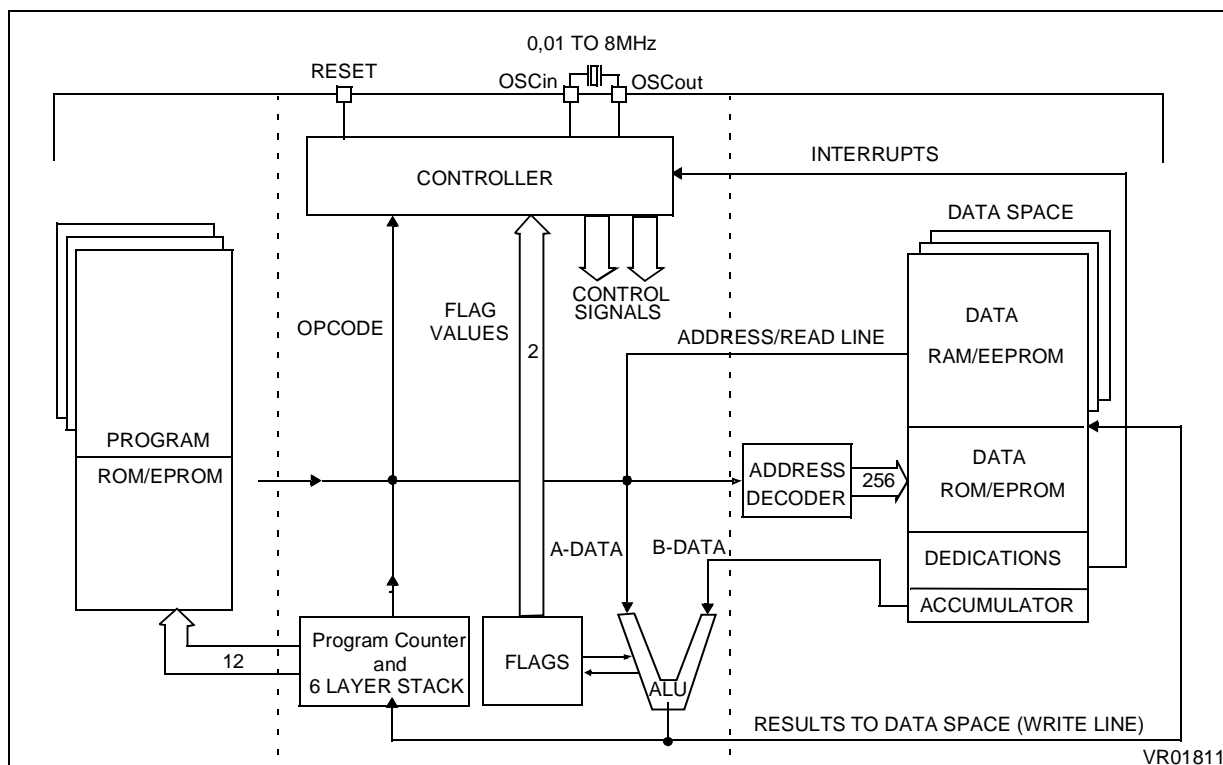 0,01 TO 8MHz
RESET
OSCin
OSCout
INTERRUPTS
CONTROLLER
DATA SPACE
OPCODE
FLAG
VALUES
2
CONTROL
SIGNALS
ADDRESS/READ LINE
DATA
RAM/EEPROM
PROGRAM
ROM/EPROM
ADDRESS
DECODER
256
DATA
ROM/EPROM
A-DATA
B-DATA
DEDICATIONS
ACCUMULATOR
12
Program Counter
and
6 LAYER STACK
FLAGS
ALU
RESULTS TO DATA SPACE (WRITE LINE)
VR01811